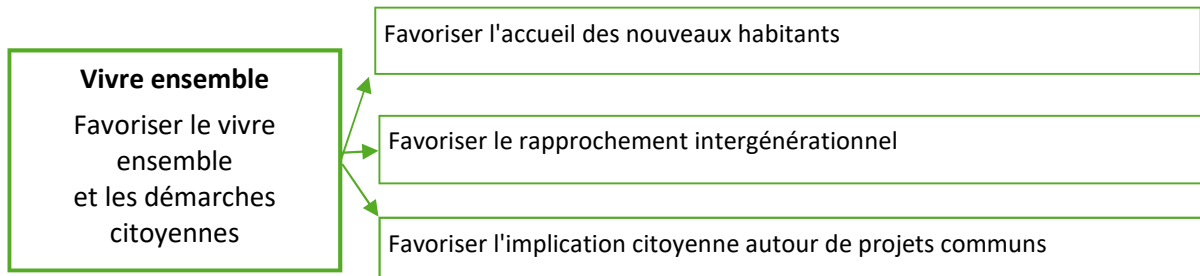 Vivre ensemble
Favoriser le vivre
ensemble
et les démarches
citoyennes
Favoriser l'accueil des nouveaux habitants
Favoriser le rapprochement intergénérationnel
Favoriser l'implication citoyenne autour de projets communs